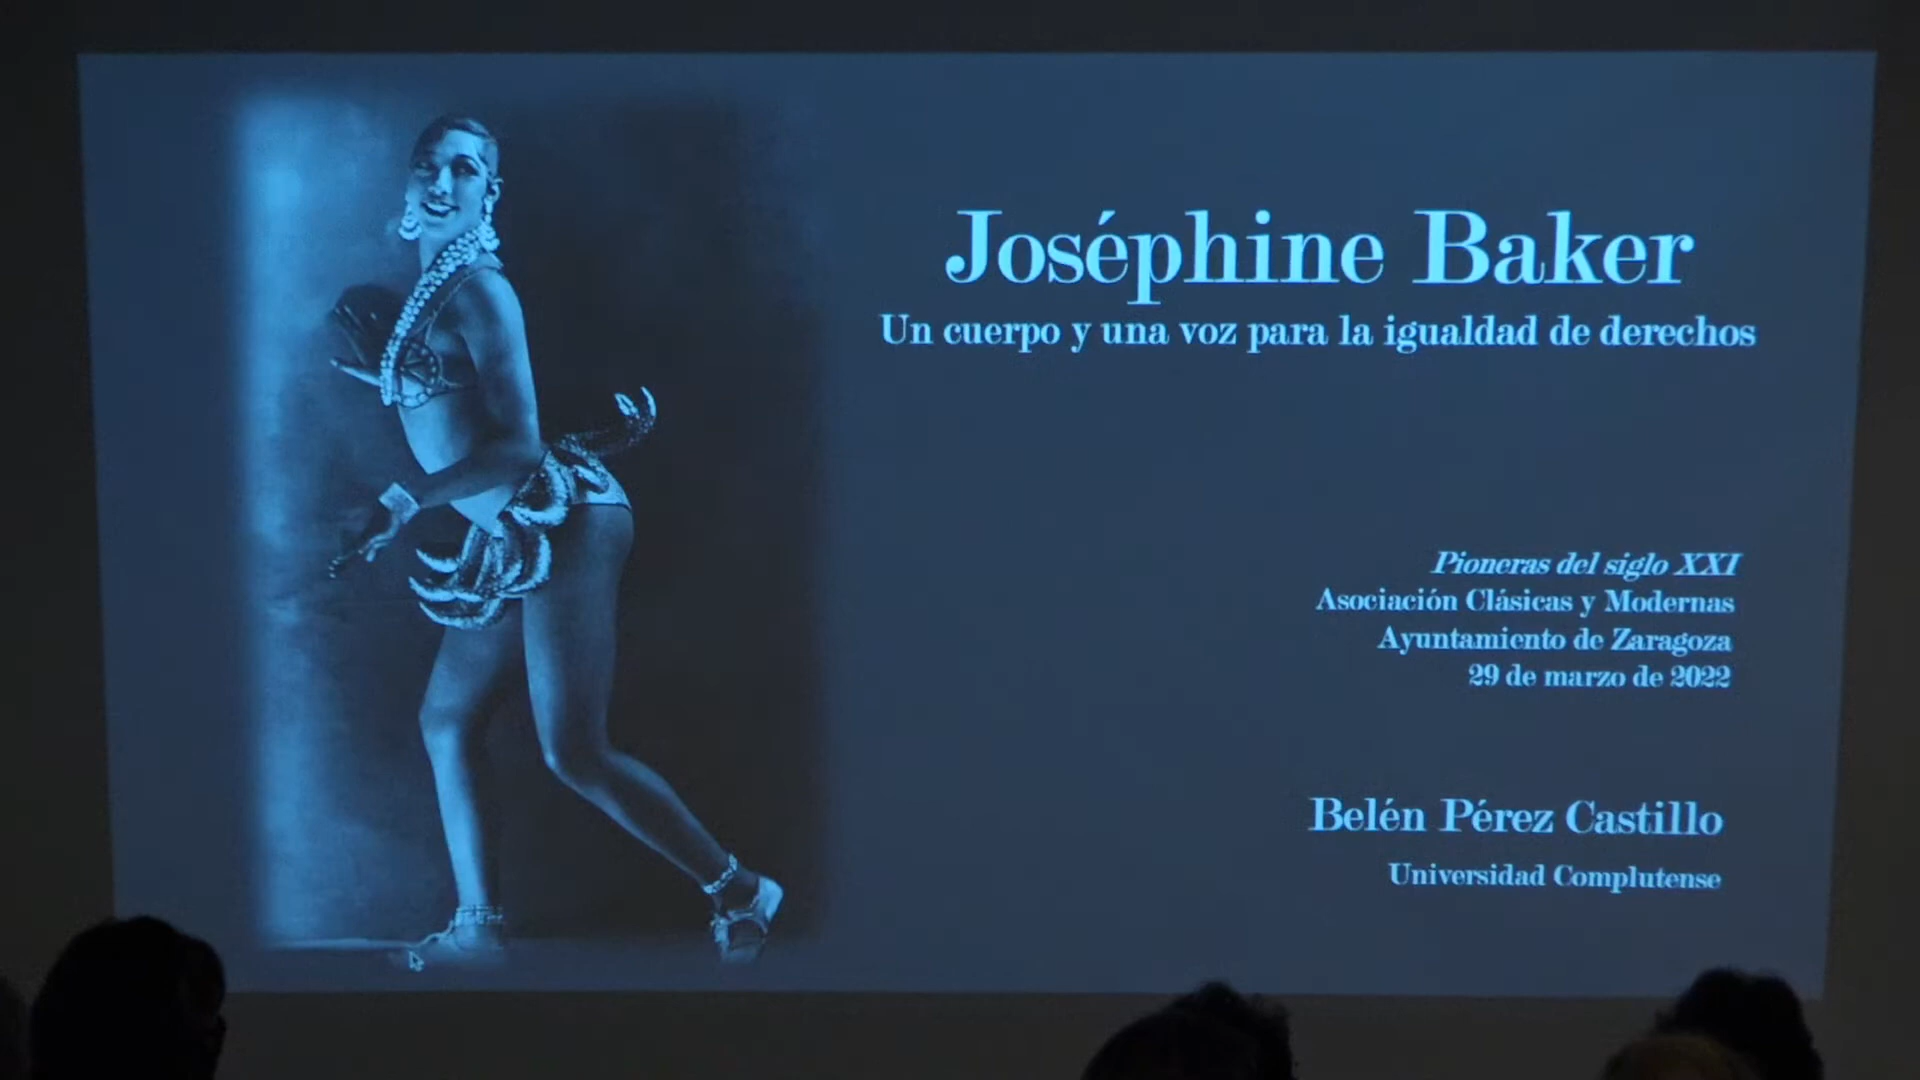 Joséphine Baker
Un cuerpo y una voz para la igualdad de derechos
Pioneras del siglo XXI
Asociación Clásicas y Modernas
Ayuntamiento de Zaragoza
29 de marzo de 2022
Belén Pérez Castillo
Universidad Complutense